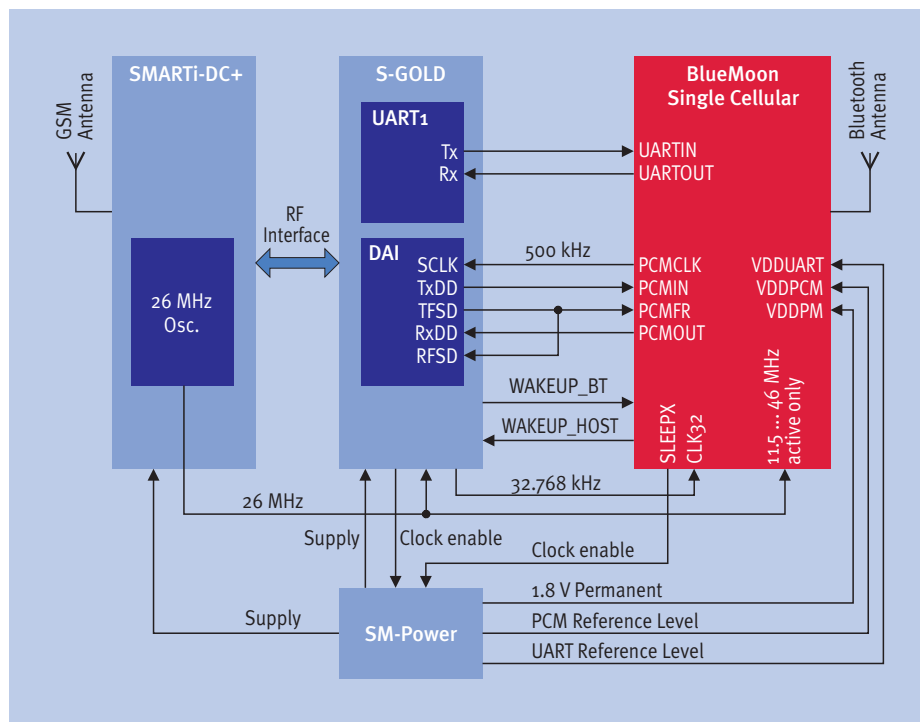 SMARTi-DC+
S-GOLD
BlueMoon
Single Cellular
GSM
Antenna
Bluetooth
Antenna
UART1
Tx
Rx
UARTIN
UARTOUT
RF
Interface
DAI
SCLK
TxDD
TFSD
RxDD
RFSD
500 kHz
PCMCLK
PCMIN
PCMFR
PCMOUT
VDDUART
VDDPCM
VDDPM
26 MHz
Osc.
WAKEUP_BT
WAKEUP_HOST
SLEEPX
CLK32
11.5 ... 46 MHz
active only
26 MHz
32.768 kHz
Supply
Clock enable
Clock enable
Supply
SM-Power
1.8 V Permanent
PCM Reference Level
UART Reference Level